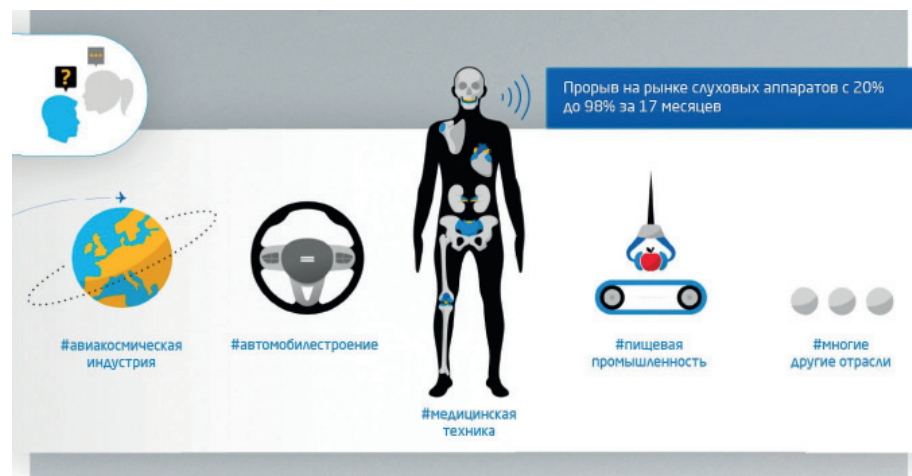 ?
...
Прорыв на рынке слуховых аппаратов с 20%
до 98% за 17 месяцев
#авиакосмическая
индустрия
#автомобилестроение
#медицинская
техника
#пищевая
промышленность
#многие
другие отрасли